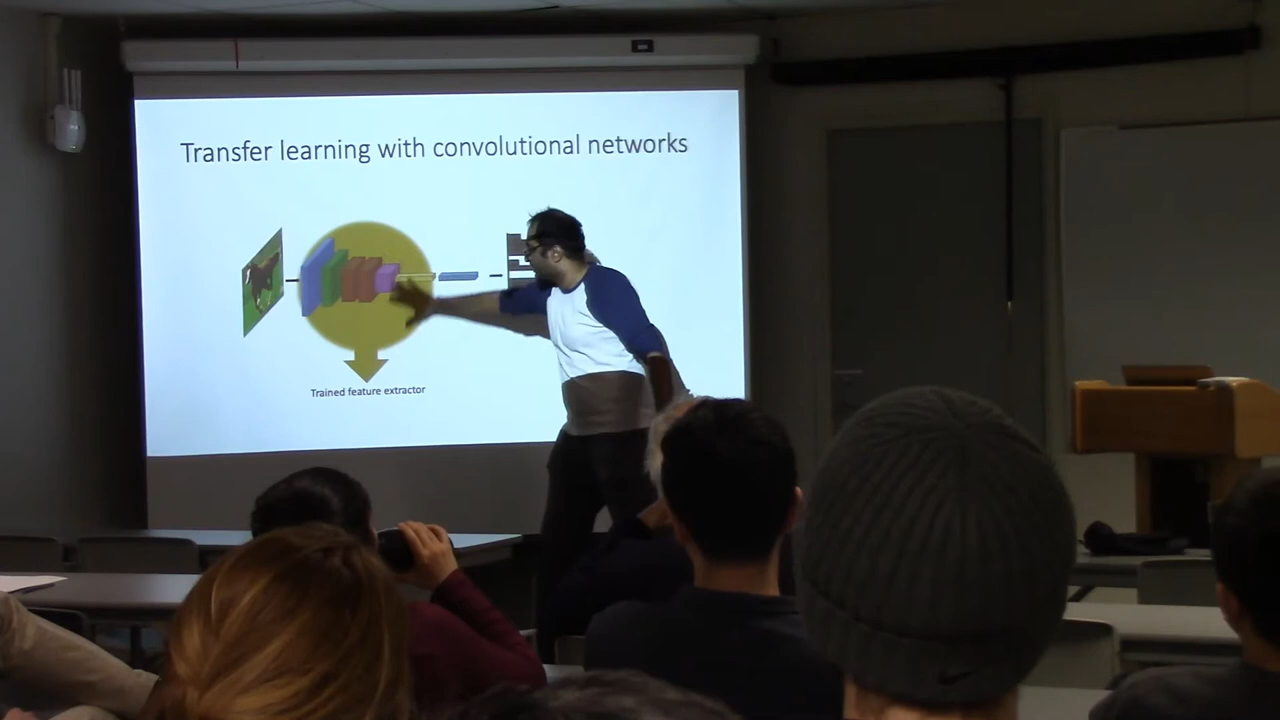 Transfer learning with convolutional networks
Trained feature extractor